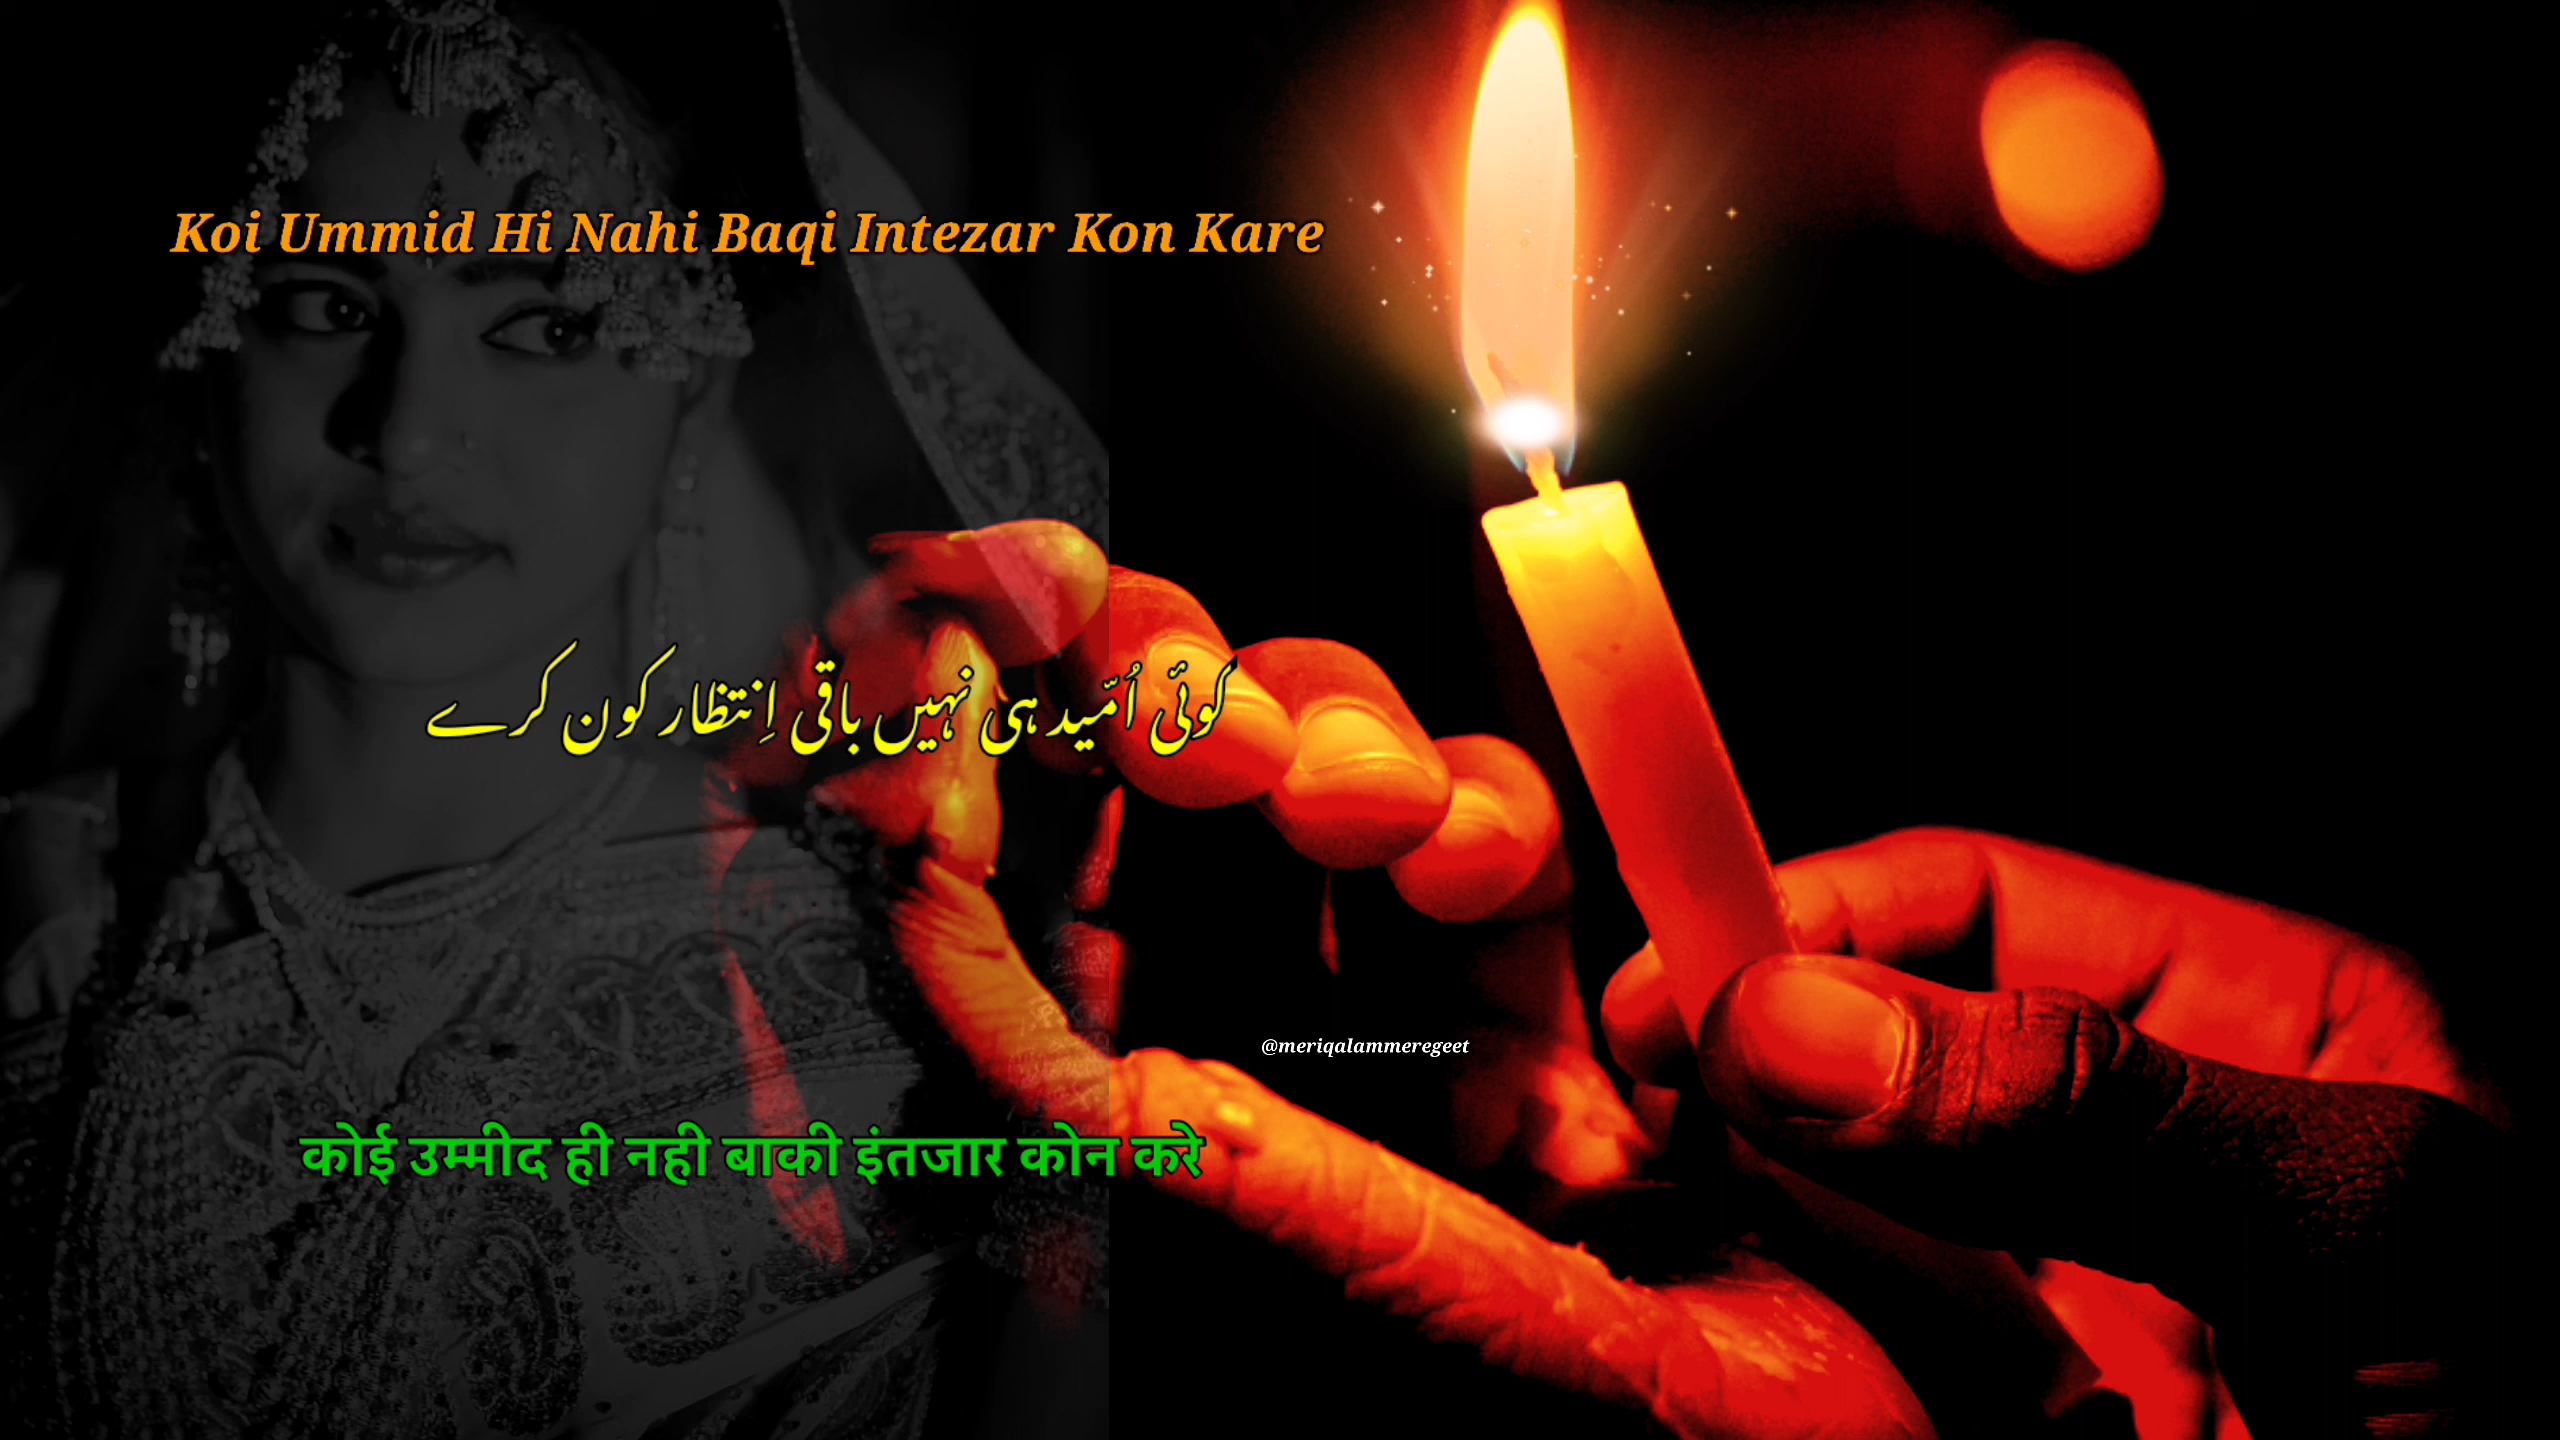 Koi Ummid Hi Nahi Baqi Intezar Kon Kare
کوئی اُمّید ہی نہیں باقی اِنتظار کون کرے
@meriqalammeregeet
कोई उम्मीद ही नही बाकी इंतजार कोन करे